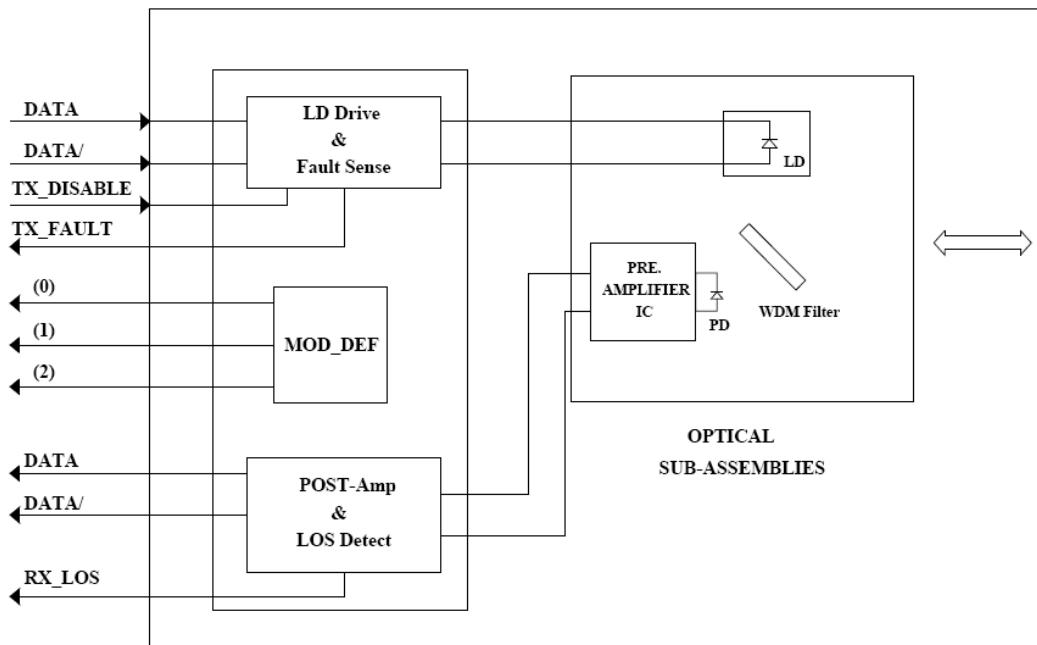 DATA
DATA/
TX_DISABLE
TX_FAULT
(0)
(1)
(2)
DATA
DATA/
RX_LOS
LD Drive
&
Fault Sense
MOD_DEF
POST-Amp
&
LOS Detect
LD
PRE.
AMPLIFIER
IC
PD
WDM Filter
OPTICAL
SUB-ASSEMBLIES